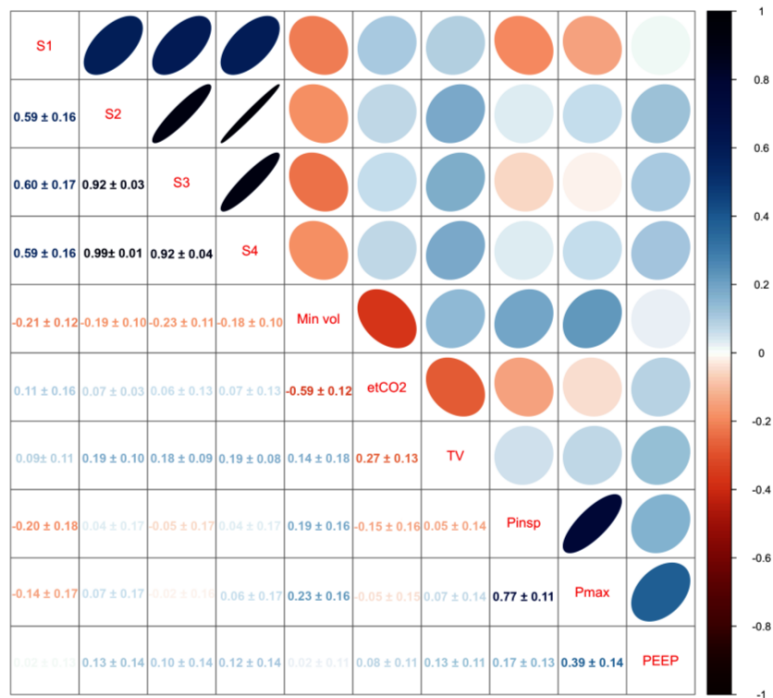 S1
0.59 ± 0.16 S2
0.60 ± 0.17 0.92 ± 0.03 S3
0.59 ± 0.16 0.99± 0.01 0.92 ± 0.04 S4
-0.21 ± 0.12 -0.19 ± 0.10 -0.23 ± 0.11 -0.18 ± 0.10 Min vol
0.11 ± 0.16 0.07 ± 0.03 0.06 ± 0.13 0.07 ± 0.13 -0.59 ± 0.12 etCO2
0.09± 0.11 0.19 ± 0.10 0.18 ± 0.09 0.19 ± 0.08 0.14 ± 0.18 0.27 ± 0.13 TV
-0.20 ± 0.18 0.04 ± 0.17 -0.05 ± 0.17 0.04 ± 0.17 0.19 ± 0.16 -0.15 ± 0.16 0.05 ± 0.14 Pinsp
-0.14 ± 0.17 0.07 ± 0.17 -0.02 ± 0.06 ± 0.17 0.23 ± 0.16 -0.05 ± 0.15 0.07 ± 0.14 0.77 ± 0.11 Pmax
0.13 ± 0.14 0.10 ± 0.14 0.12 ± 0.14 0.02 ± 0.11 0.08 ± 0.11 0.13 ± 0.11 0.17 ± 0.13 0.39 ± 0.14 PEEP
1
0.8
0.6
0.4
0.2
0
-0.2
-0.4
-0.6
-0.8
-1